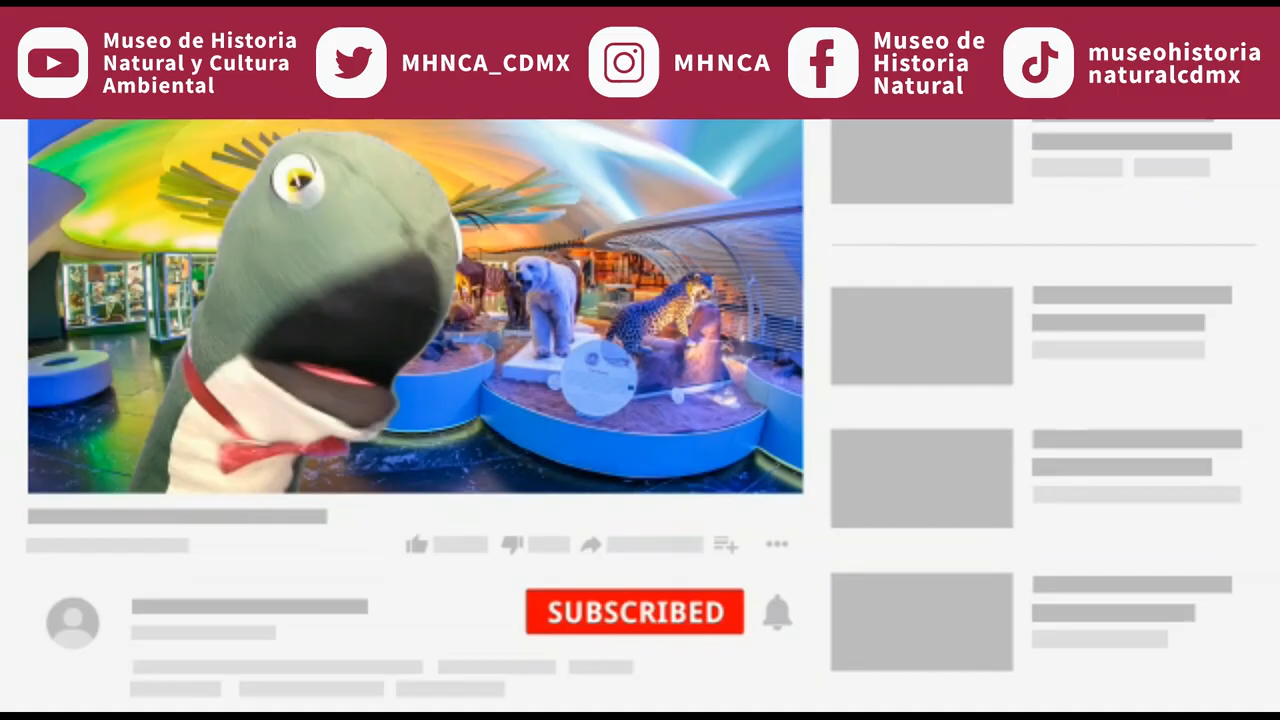 Museo de Historia
Natural y Cultura
Ambiental
MHNCA_CDMX
MHNCA
Museo de
Historia
Natural
museohistoria
naturalcdmx
SUBSCRIBED